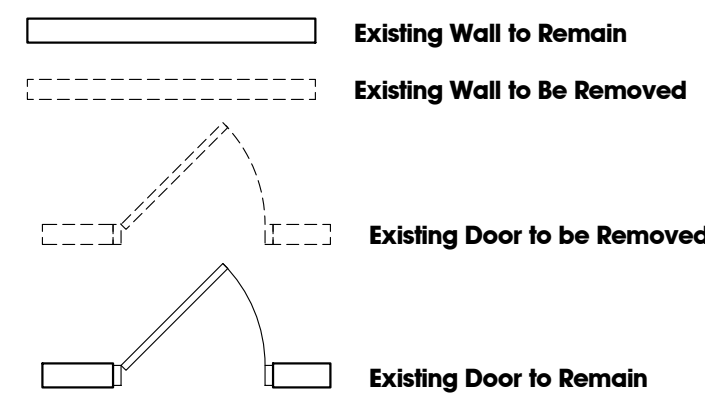 Existing Wall to Remain
Existing Wall to Be Removed
Existing Door to be Removed
Existing Door to Remain